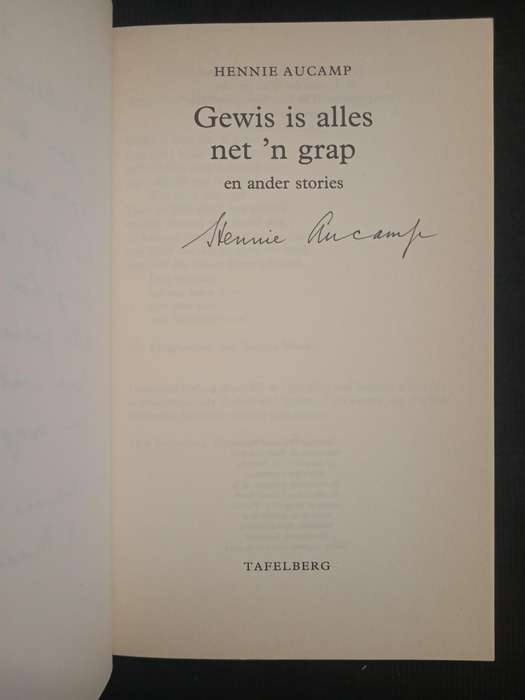 HENNIE AUCAMP
Gewis is alles
net 'n grap
en ander stories
Hennie Aucamp
TAFELBERG